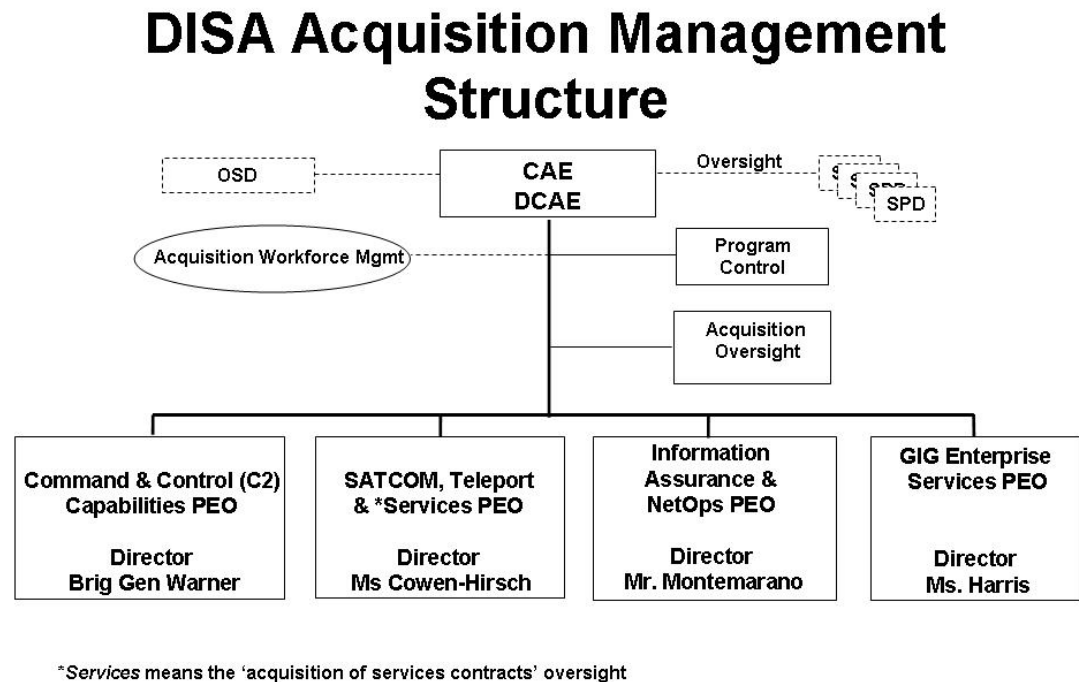 DISA Acquisition Management
Structure
OSD
CAE
DCAE
Oversight
SPD
Acquisition Workforce Mgmt
Program
Control
Acquisition
Oversight
Command & Control (C2)
Capabilities PEO
Director
Brig Gen Warner
SATCOM, Teleport
& *Services PEO
Director
Ms Cowen-Hirsch
Information
Assurance &
NetOps PEO
Director
Mr. Montemarano
GIG Enterprise
Services PEO
Director
Ms. Harris
*Services means the ‘acquisition of services contracts’ oversight